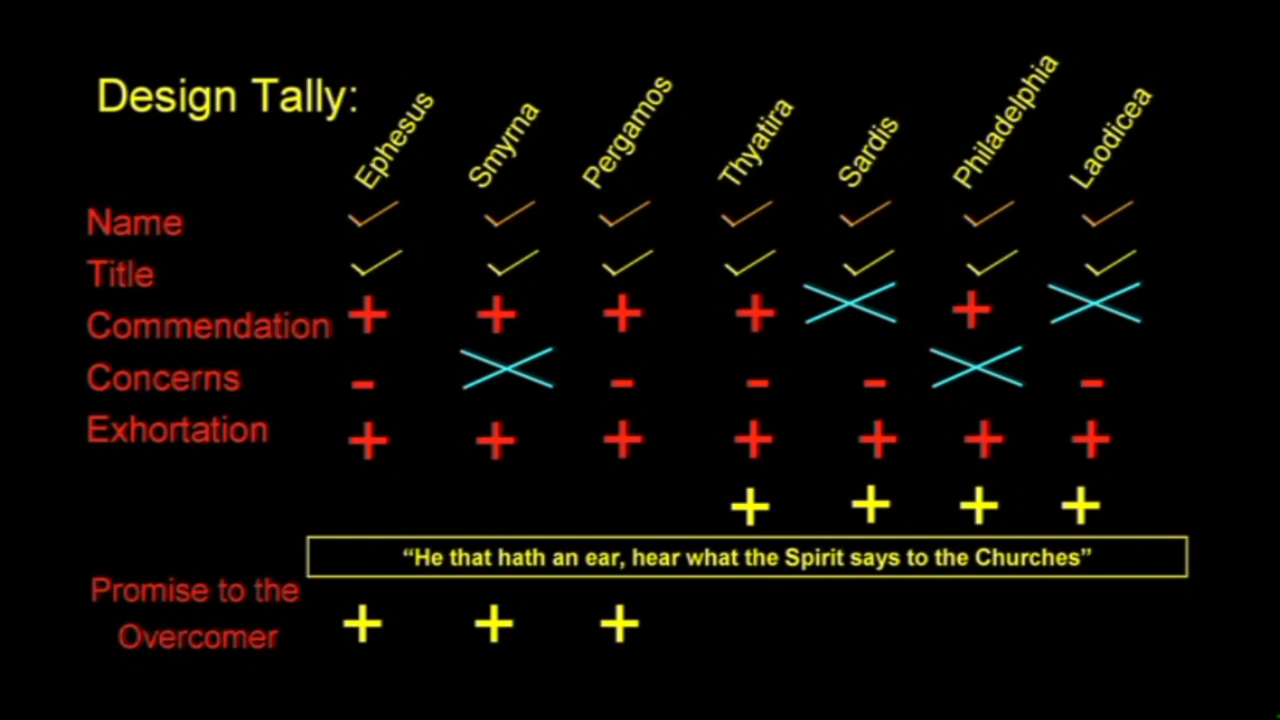 Design Tally:
Ephesus
Smyrna
Pergamos
Thyatira
Sardis
Philadelphia
Laodicea
Name
Title
Commendation
Concerns
Exhortation
“He that hath an ear, hear what the Spirit says to the Churches”
Promise to the
Overcomer